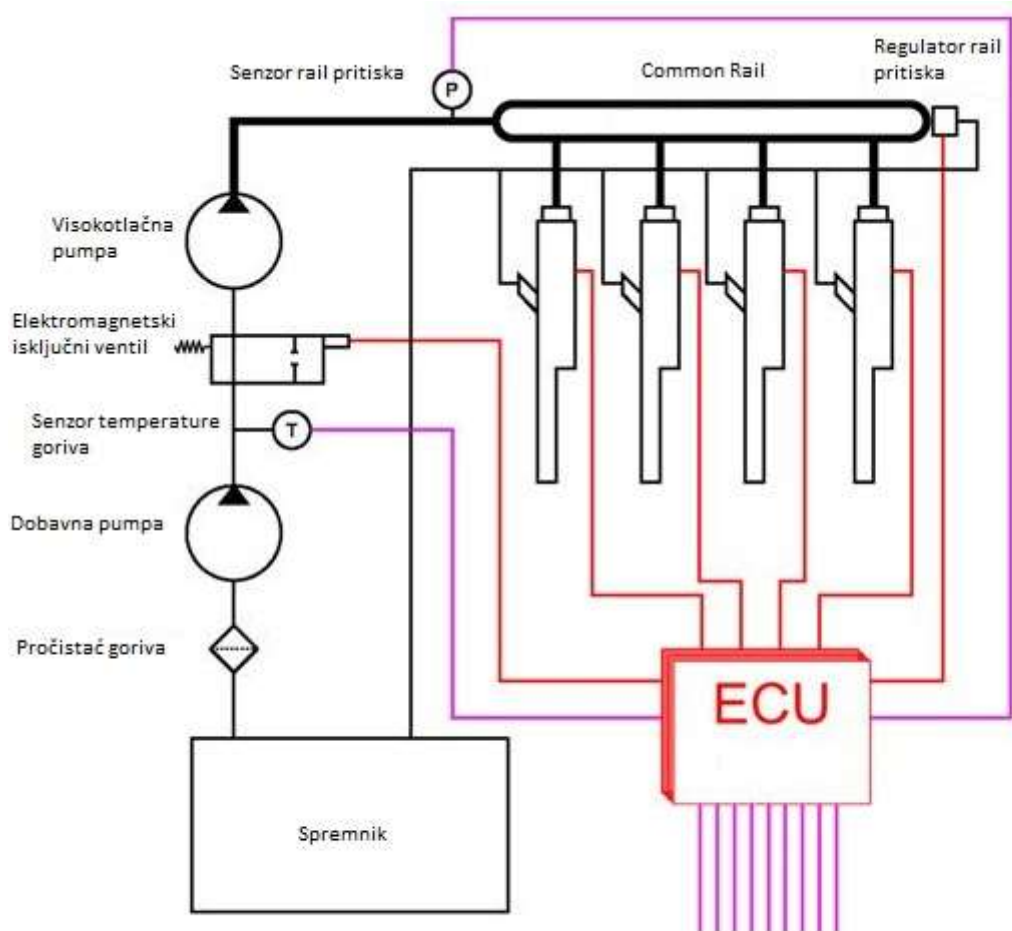 Senzor rail pritiska
Common Rail
Regulator rail
pritiska
P
Visokotlačna
pumpa
Elektromagnetski
isključni ventil
Senzor temperature
goriva
T
Dobavna pumpa
Pročistać goriva
ECU
Spremnik